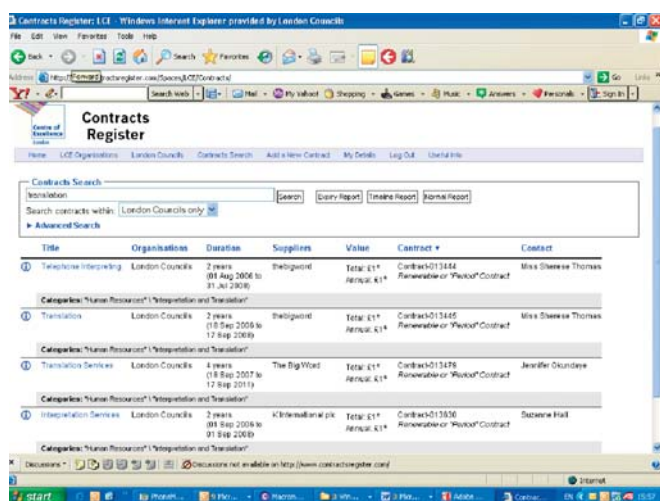 Contracts Register: LCE - Windows Internet Explorer provided by London Councils
File Edit View Favorites Tools Help
Back Search Favorites
Address Forward Go Links
Search Web Mail My Yahoo! Shopping Games Music Answers Personals Sign In
Centre of Excellence London
Contracts Register
Home LCE Organisations London Councils Contracts Search Add a New Contract My Details Log Out Useful Info
Contracts Search
translation Search Expiry Report Timeline Report Normal Report
Search contracts within: London Councils only
Advanced Search
Title Organisations Duration Suppliers Value Contract Contact
Telephone Interpreting London Councils 2 years (01 Aug 2006 to 31 Jul 2008) thebigword Total: £1* Annual: £1* Contract-013444 Renewable or "Period" Contract Miss Sherese Thomas
Categories: "Human Resources" \ "Interpretation and Translation"
Translation London Councils 2 years (18 Sep 2006 to 17 Sep 2008) thebigword Total: £1* Annual: £1* Contract-013445 Renewable or "Period" Contract Miss Sherese Thomas
Categories: "Human Resources" \ "Interpretation and Translation"
Translation Services London Councils 4 years (18 Sep 2007 to 17 Sep 2011) The Big Word Total: £1* Annual: £1* Contract-013479 Renewable or "Period" Contract Jennifer Okundaye
Categories: "Human Resources" \ "Interpretation and Translation"
Interpretation Services London Councils 2 years (01 Sep 2006 to 01 Sep 2008) K International plc Total: £1* Annual: £1* Contract-013830 Renewable or "Period" Contract Suzanne Hall
Categories: "Human Resources" \ "Interpretation and Translation"
Discussions Discussions not available on http://www.contractsregister.com/
Internet
start Adobe EN 15:57